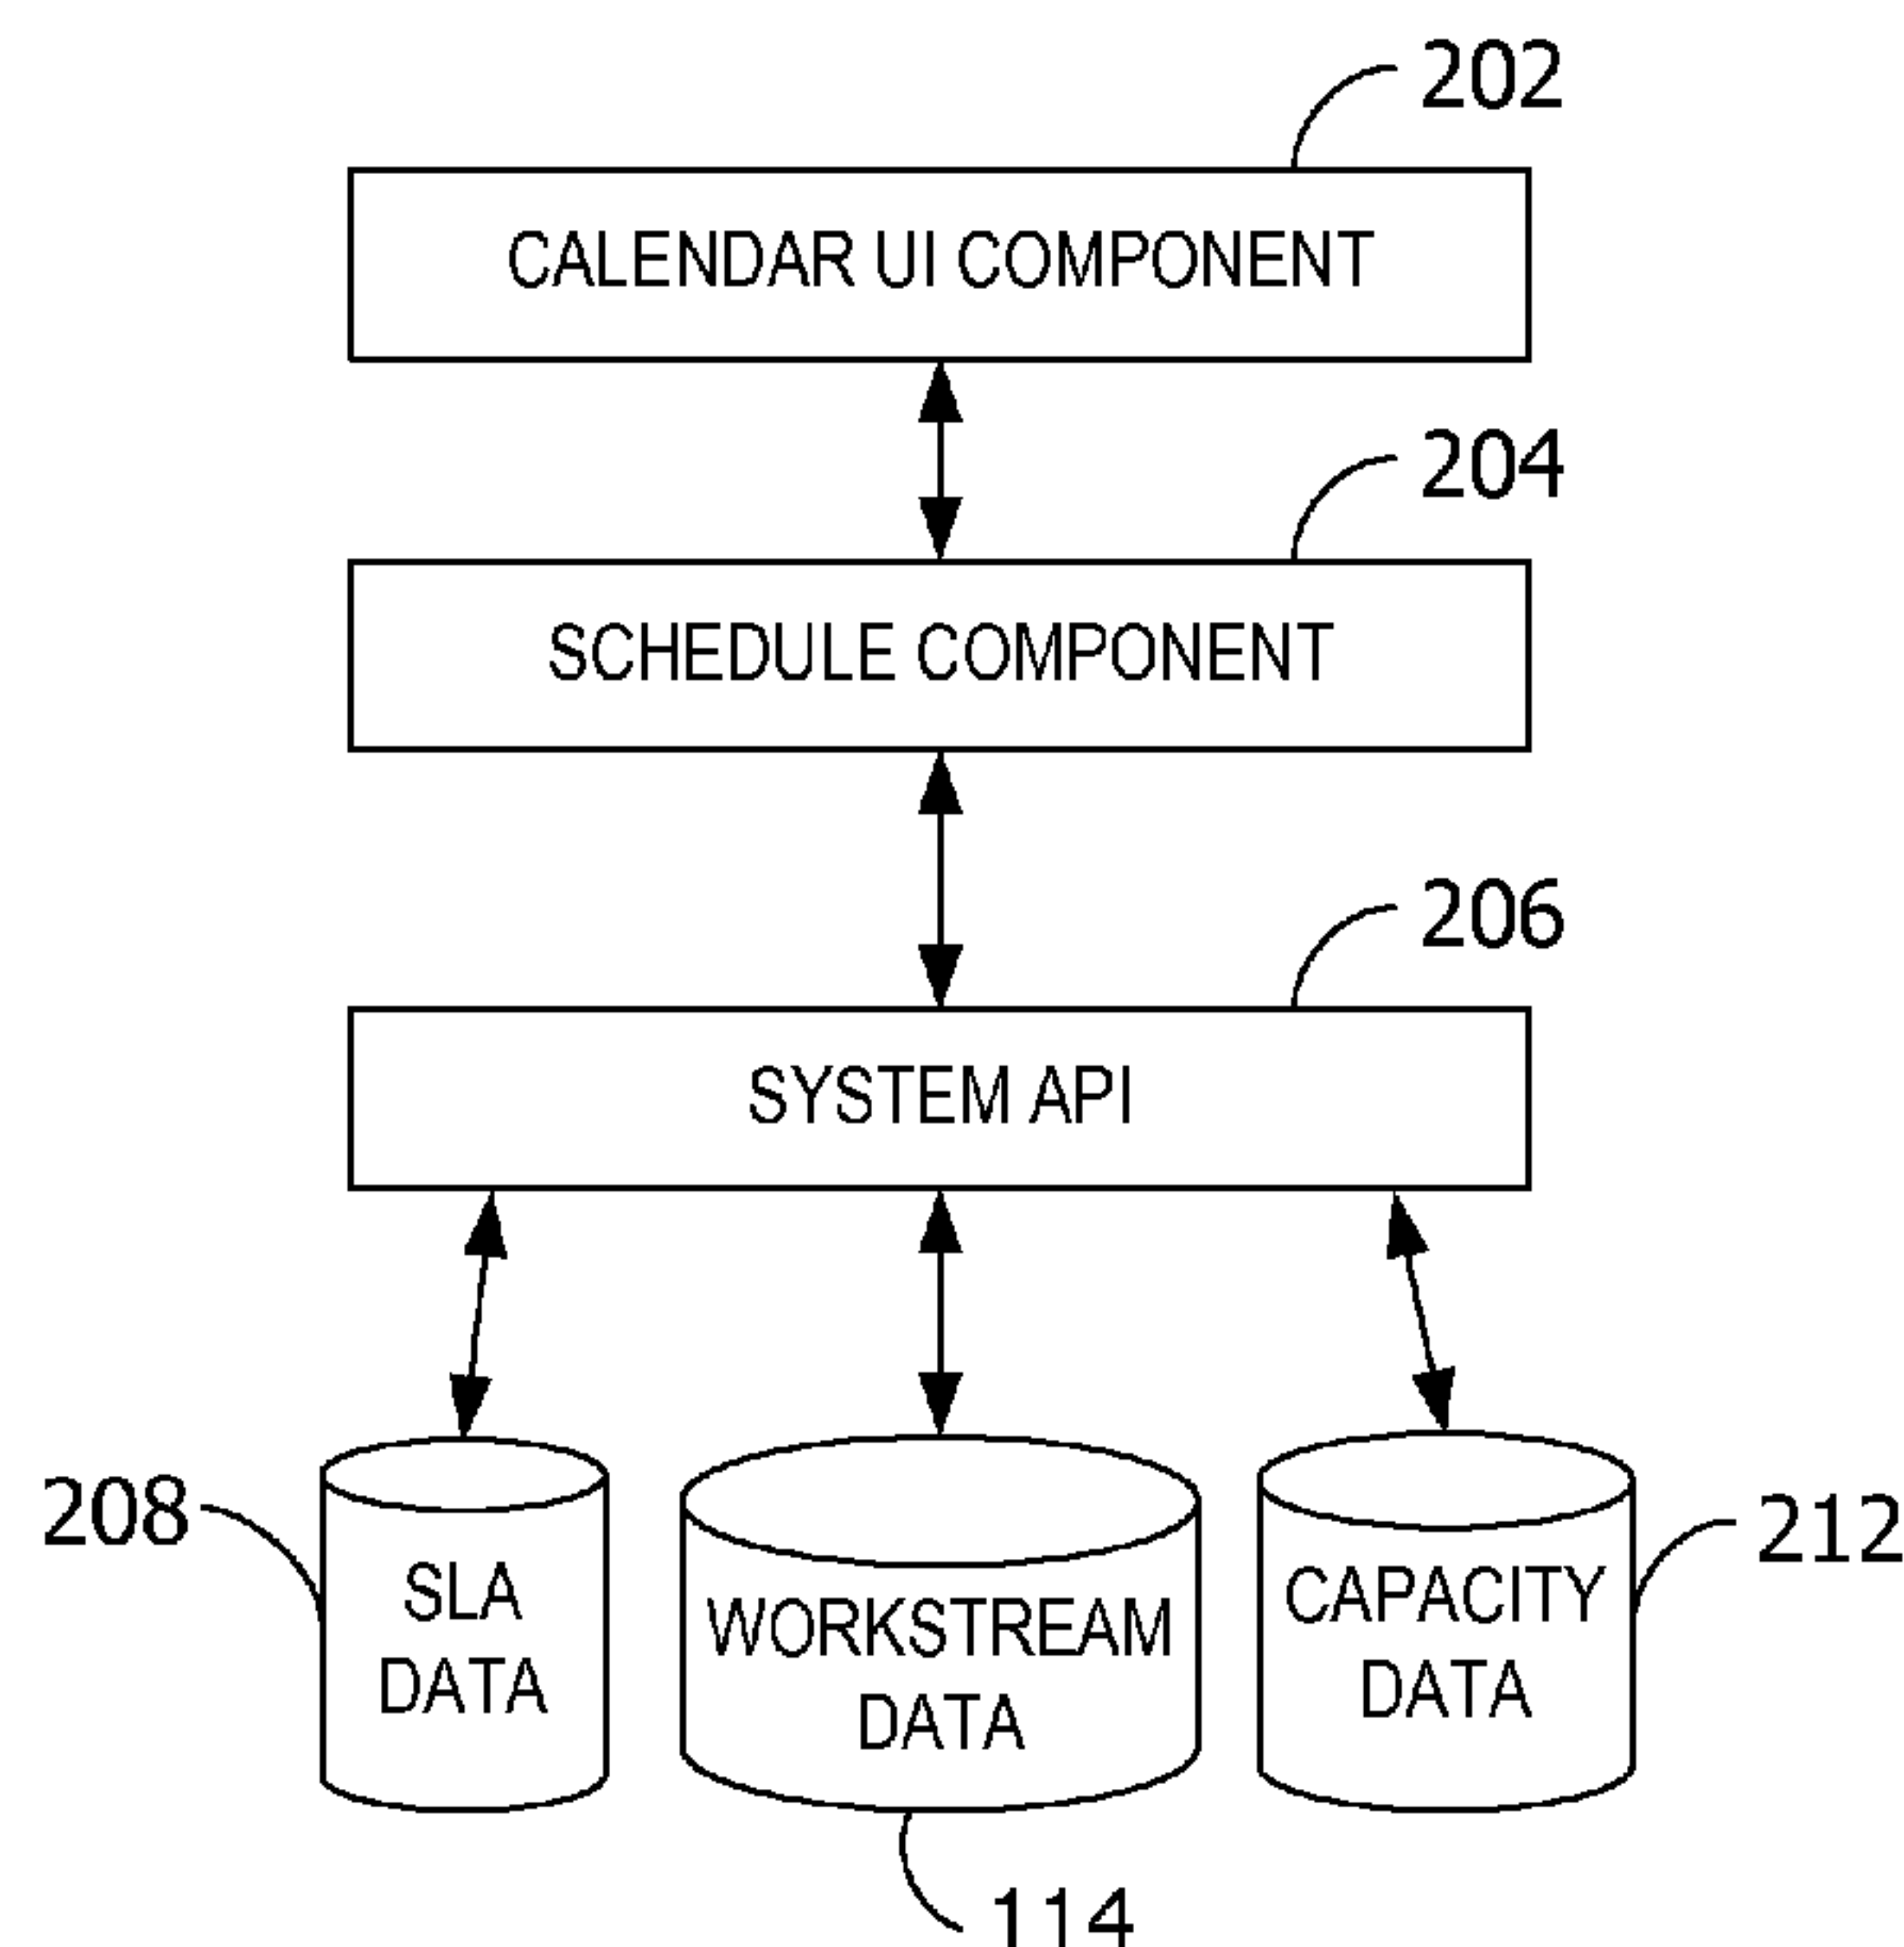 202
CALENDAR UI COMPONENT
204
SCHEDULE COMPONENT
206
SYSTEM API
208
SLA
DATA
WORKSTREAM
DATA
CAPACITY
DATA
212
114